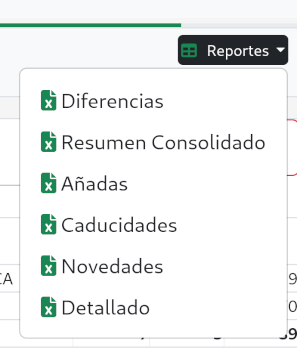 Reportes
Diferencias
Resumen Consolidado
Añadas
Caducidades
Novedades
Detallado